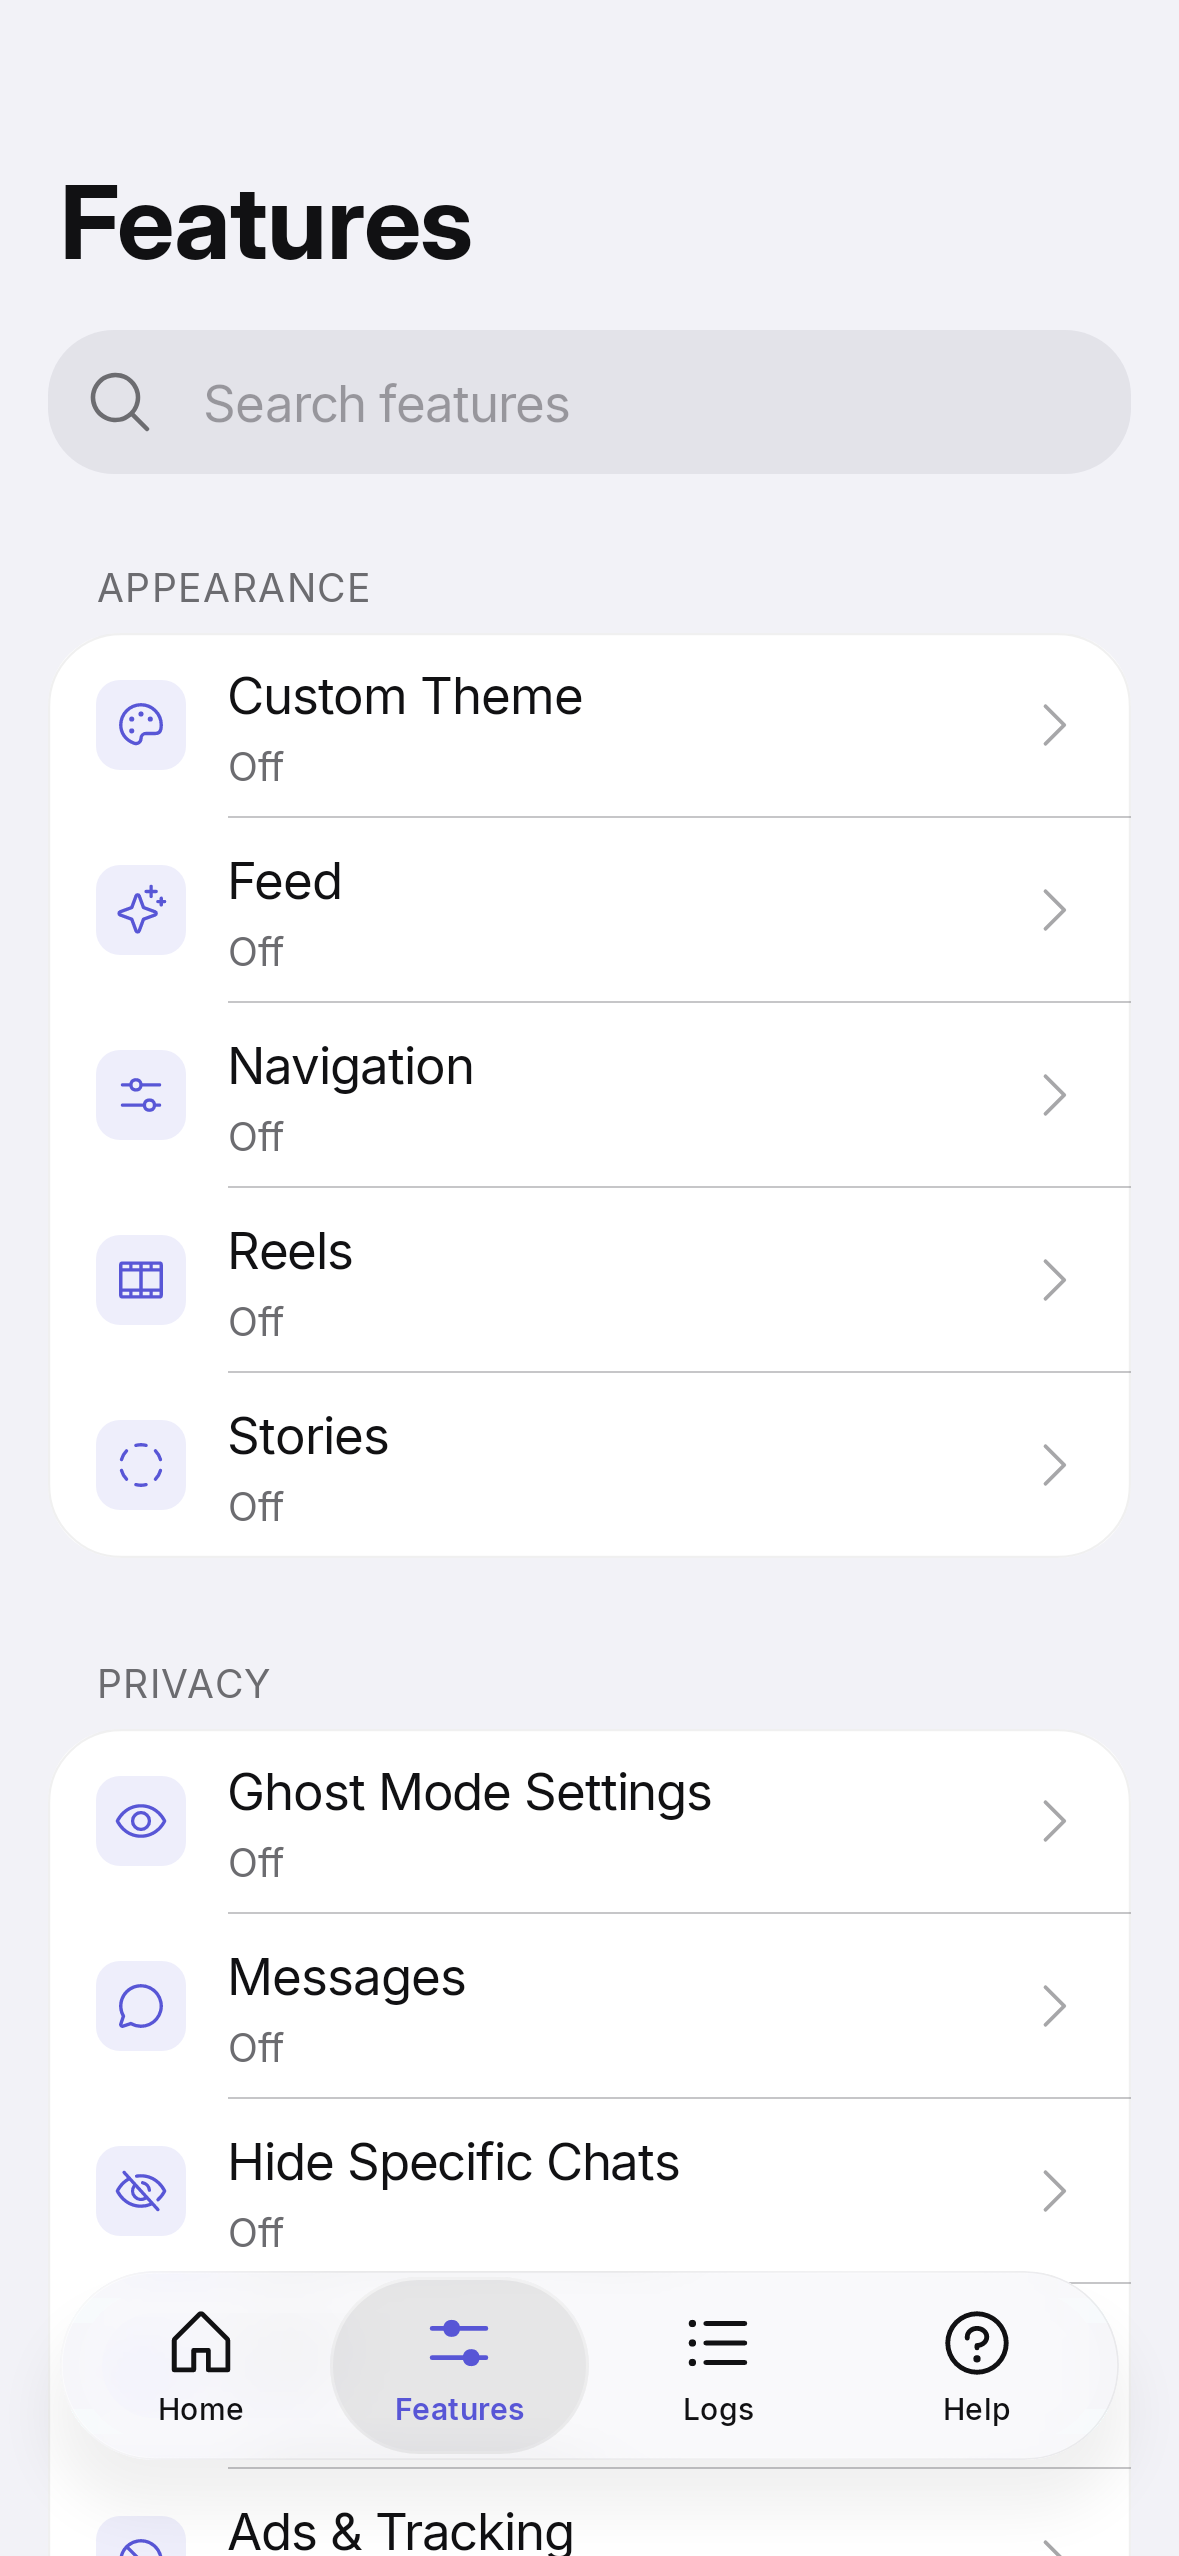 Features
Search features
APPEARANCE
Custom Theme
Off
Feed
Off
Navigation
Off
Reels
Off
Stories
Off
PRIVACY
Ghost Mode Settings
Off
Messages
Off
Hide Specific Chats
Off
Home
Features
Logs
Help
Ads & Tracking